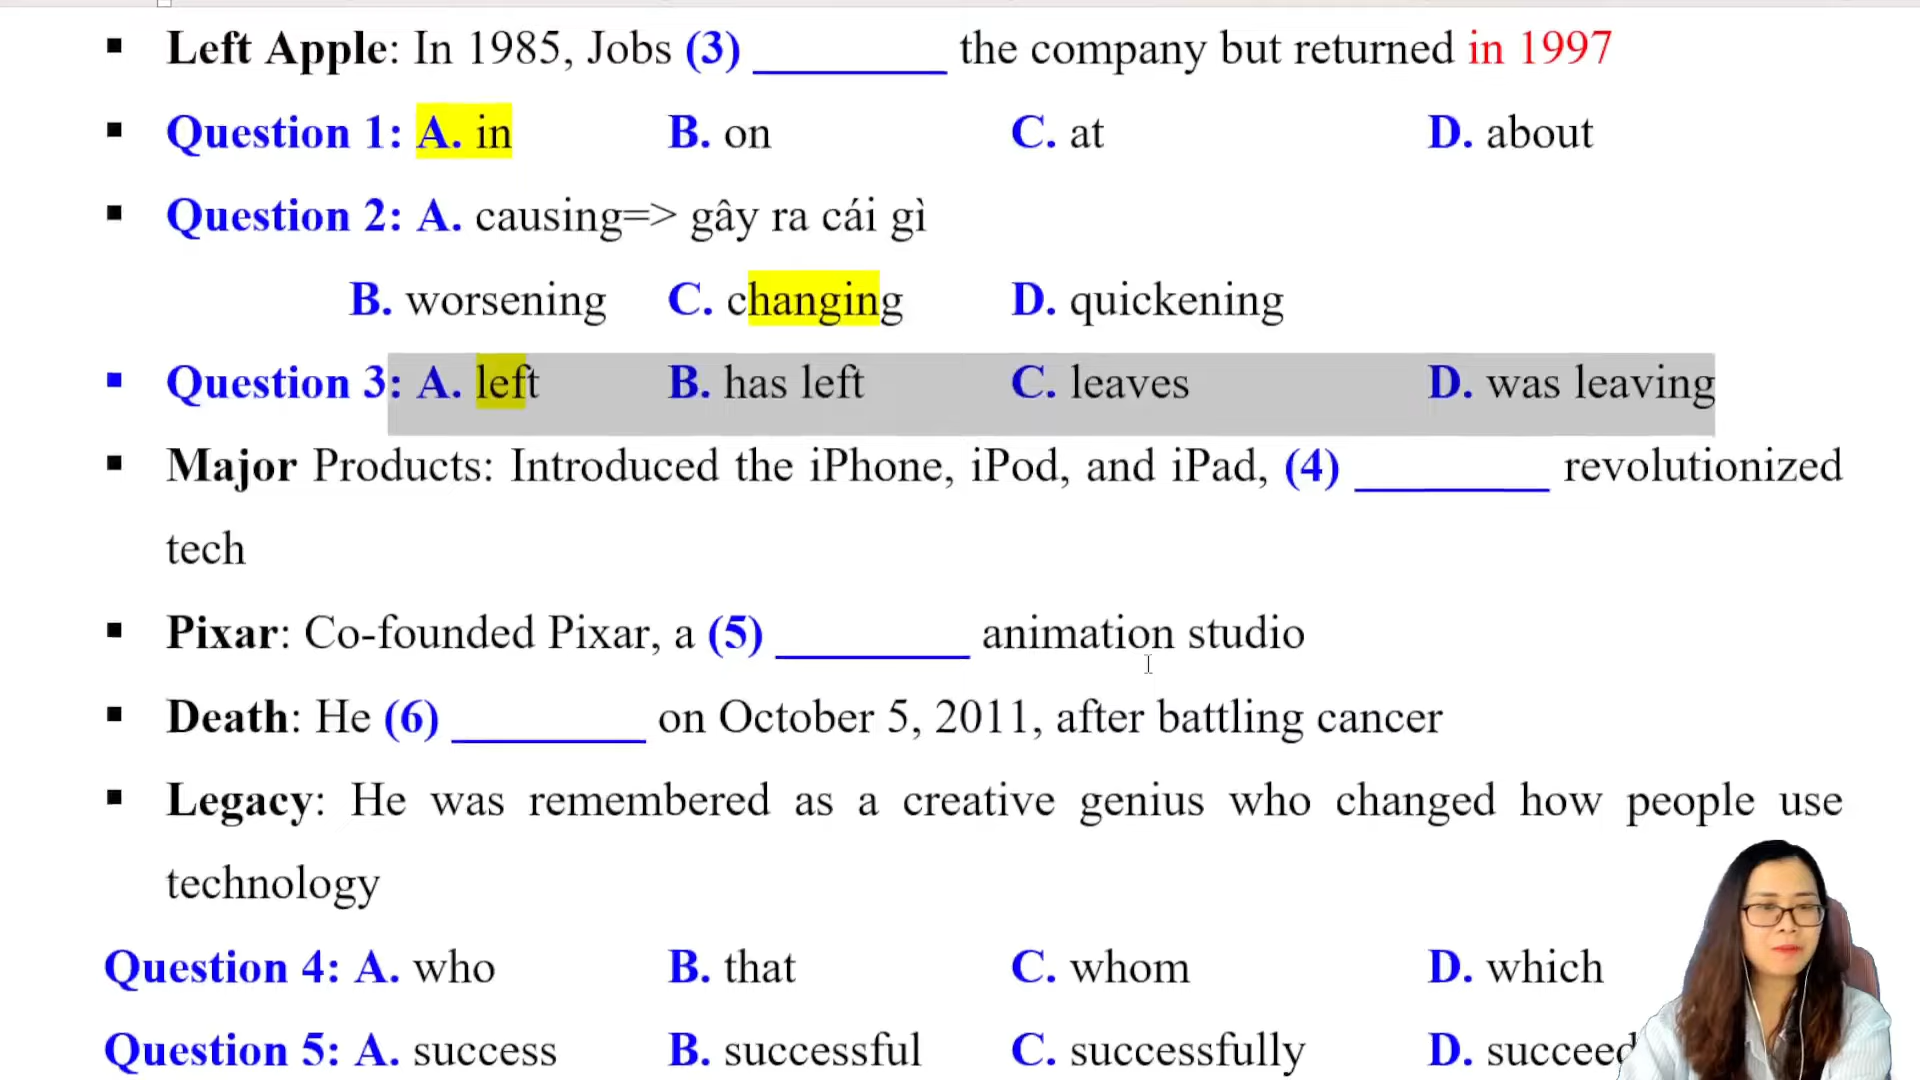 ▪ Left Apple: In 1985, Jobs (3) ________ the company but returned in 1997
▪ Question 1: A. in B. on C. at D. about
▪ Question 2: A. causing=> gây ra cái gì
B. worsening C. changing D. quickening
▪ Question 3: A. left B. has left C. leaves D. was leaving
▪ Major Products: Introduced the iPhone, iPod, and iPad, (4) ________ revolutionized
tech
▪ Pixar: Co-founded Pixar, a (5) ________ animation studio
▪ Death: He (6) ________ on October 5, 2011, after battling cancer
▪ Legacy: He was remembered as a creative genius who changed how people use
technology
Question 4: A. who B. that C. whom D. which
Question 5: A. success B. successful C. successfully D. succeed